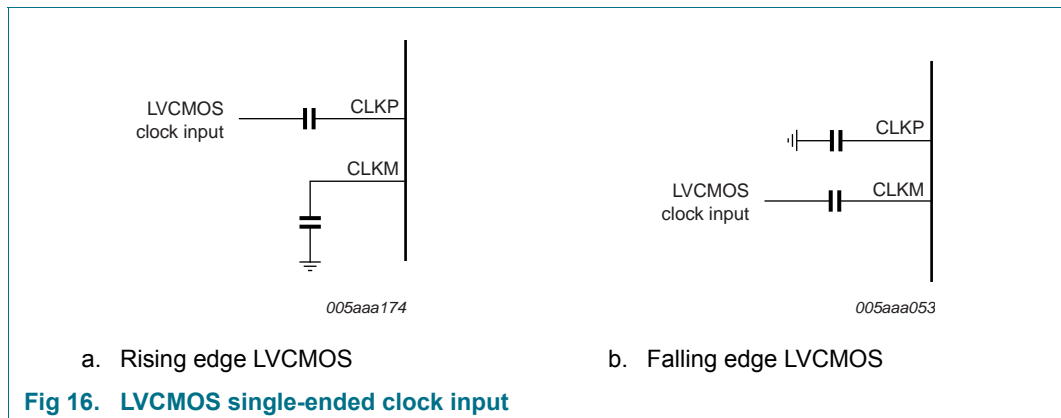 LVCMOS
clock input
CLKP
CLKM
005aaa174
a. Rising edge LVCMOS
CLKP
LVCMOS
clock input
CLKM
005aaa053
b. Falling edge LVCMOS
Fig 16. LVCMOS single-ended clock input